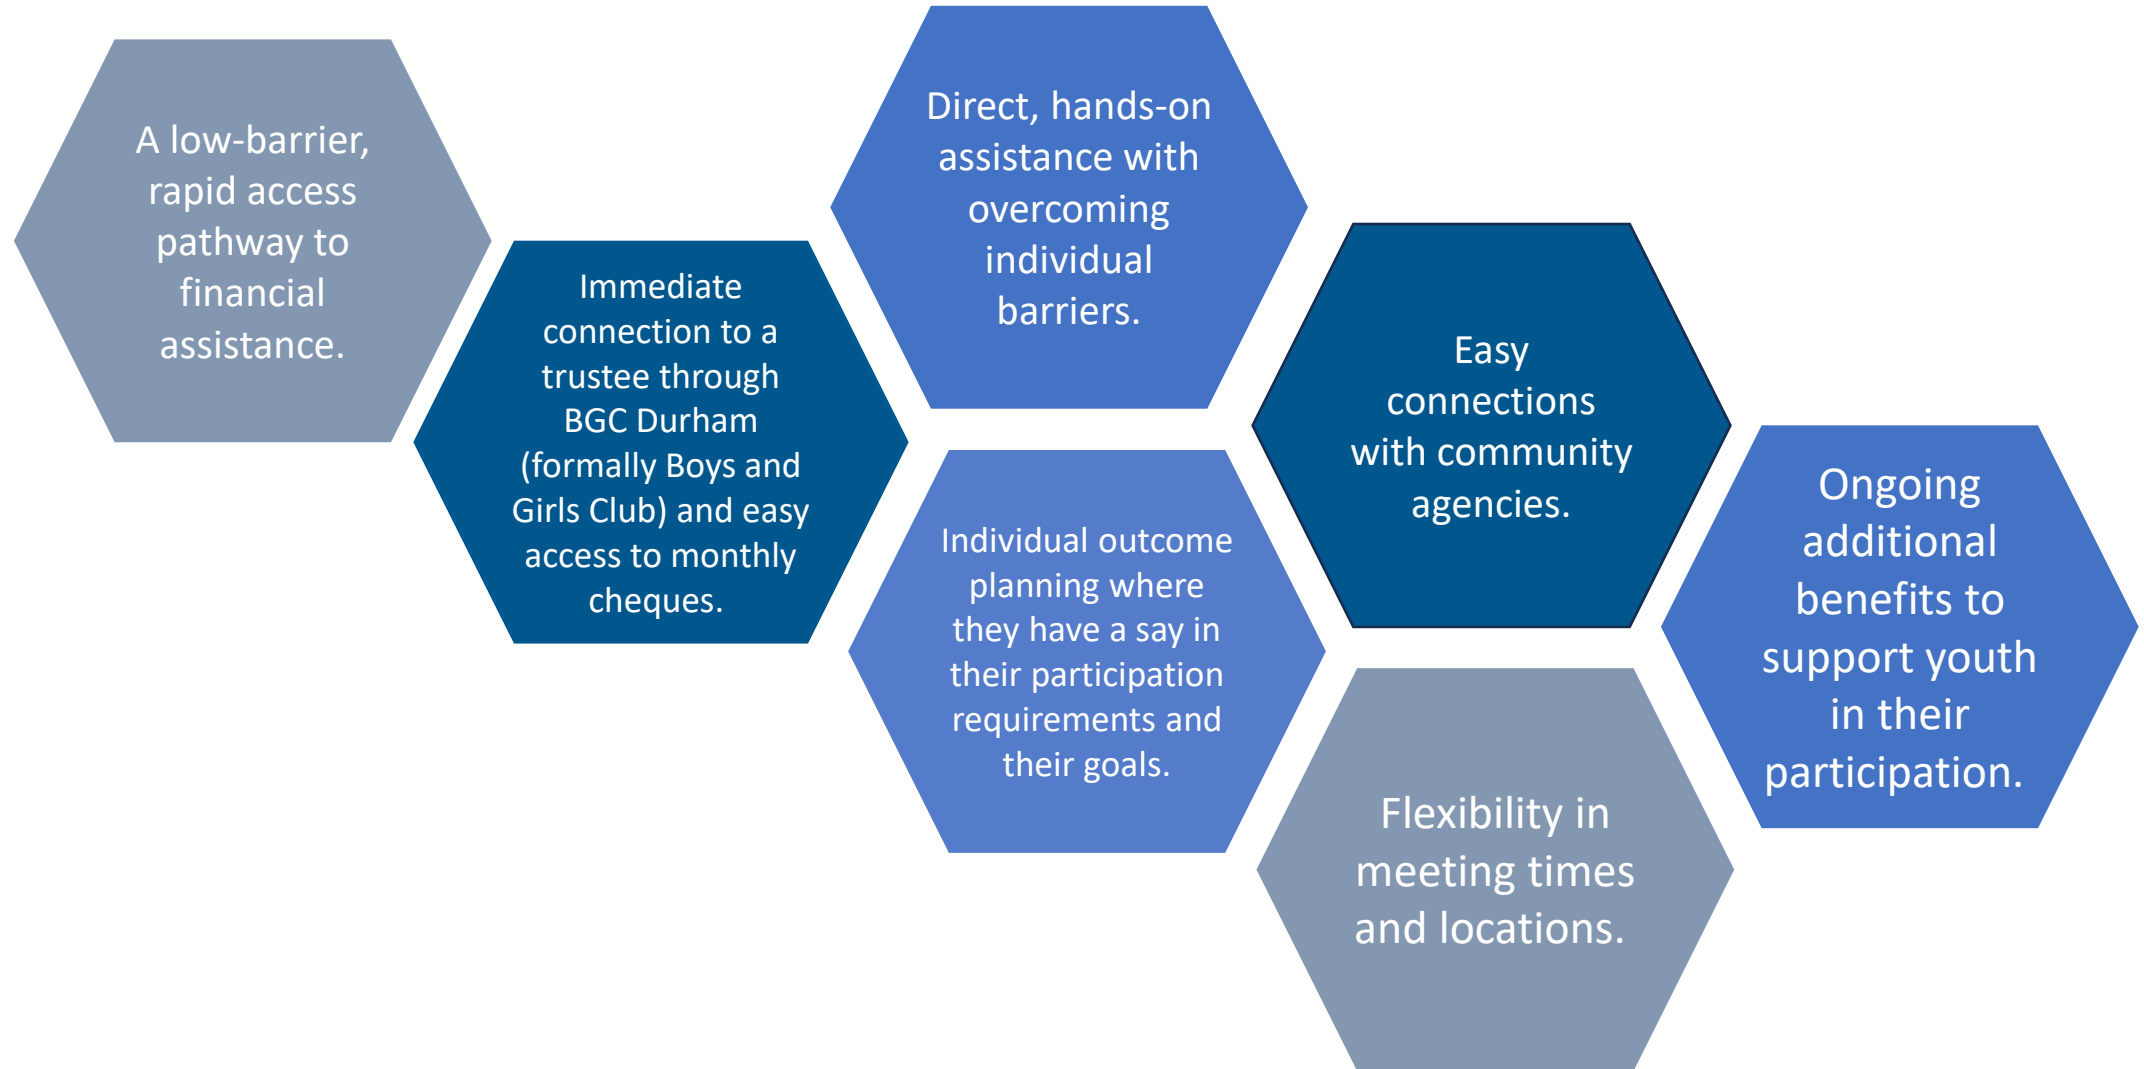 A low-barrier,
rapid access
pathway to
financial
assistance.
Immediate
connection to a
trustee through
BGC Durham
(formally Boys and
Girls Club) and easy
access to monthly
cheques.
Direct, hands-on
assistance with
overcoming
individual
barriers.
Individual outcome
planning where
they have a say in
their participation
requirements and
their goals.
Easy
connections
with community
agencies.
Flexibility in
meeting times
and locations.
Ongoing
additional
benefits to
support youth
in their
participation.